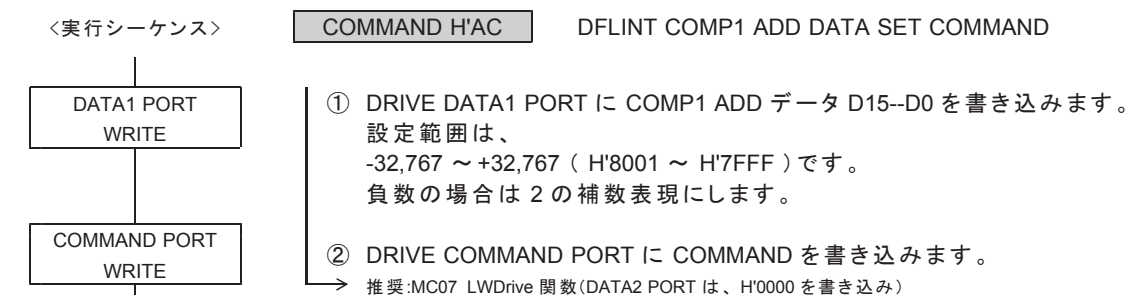 <実行シーケンス>
COMMAND H'AC DFLINT COMP1 ADD DATA SET COMMAND
DATA1 PORT
WRITE
① DRIVE DATA1 PORT に COMP1 ADD データ D15--D0 を書き込みます。
設定範囲は、
-32,767 ～ +32,767 ( H'8001 ～ H'7FFF ) です。
負数の場合は 2 の補数表現にします。
COMMAND PORT
WRITE
② DRIVE COMMAND PORT に COMMAND を書き込みます。
推奨:MC07 LWDrive 関数(DATA2 PORT は、H'0000 を書き込み)